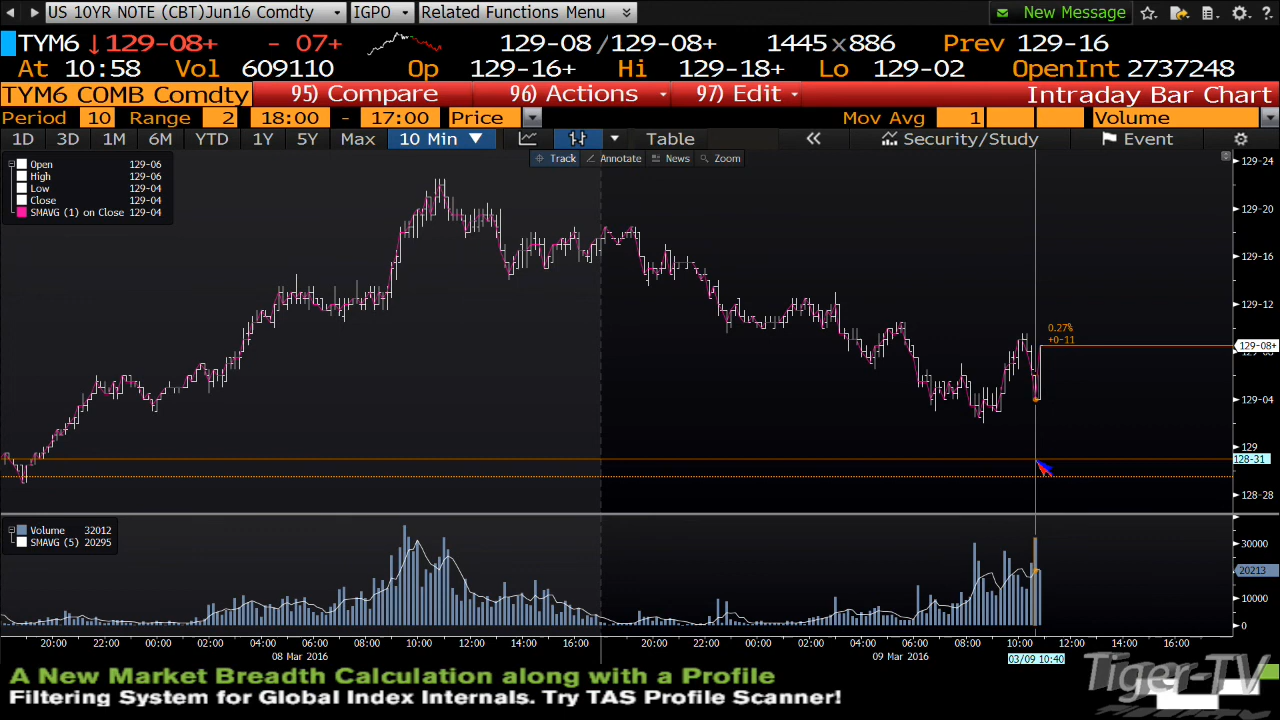 US 10YR NOTE (CBT)Jun16 Comdty IGPO Related Functions Menu New Message
TYM6 ↓129-08+ - 07+ 129-08 /129-08+ 1445x886 Prev 129-16
At 10:58 Vol 609110 Op 129-16+ Hi 129-18+ Lo 129-02 OpenInt 2737248
TYM6 COMB Comdty 95) Compare 96) Actions 97) Edit Intraday Bar Chart
Period 10 Range 2 18:00 - 17:00 Price Mov Avg 1 Volume
1D 3D 1M 6M YTD 1Y 5Y Max 10 Min ▼ Table « Security/Study Event
Track Annotate News Zoom
Open 129-06
High 129-06
Low 129-04
Close 129-04
SMAVG (1) on Close 129-04
129-24
129-20
129-16
129-12
0.27%
+0-11
129-08+
129-08
129-04
129
128-31
128-28
Volume 32012
SMAVG (5) 20295
30000
20213
10000
0
20:00 22:00 00:00 02:00 04:00 06:00 08:00 10:00 12:00 14:00 16:00 20:00 22:00 00:00 02:00 04:00 06:00 08:00 10:00 12:00 14:00 16:00
08 Mar 2016 09 Mar 2016 03/09 10:40
A New Market Breadth Calculation along with a Profile
Filtering System for Global Index Internals. Try TAS Profile Scanner!
Tiger-TV